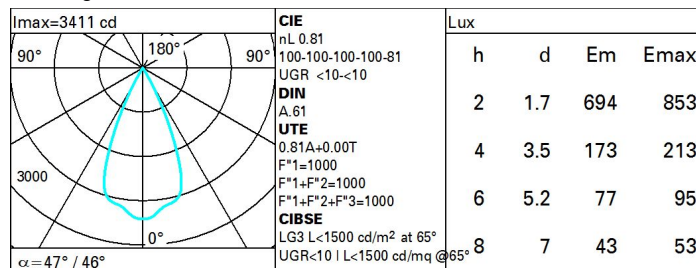 Imax=3411 cd
90°
180°
90°
3000
0°
α=47° / 46°
CIE
nL 0.81
100-100-100-100-81
UGR <10-<10
DIN
A.61
UTE
0.81A+0.00T
F"1=1000
F"1+F"2=1000
F"1+F"2+F"3=1000
CIBSE
LG3 L<1500 cd/m² at 65°
UGR<10 | L<1500 cd/mq @65°
Lux
h d Em Emax
2 1.7 694 853
4 3.5 173 213
6 5.2 77 95
8 7 43 53